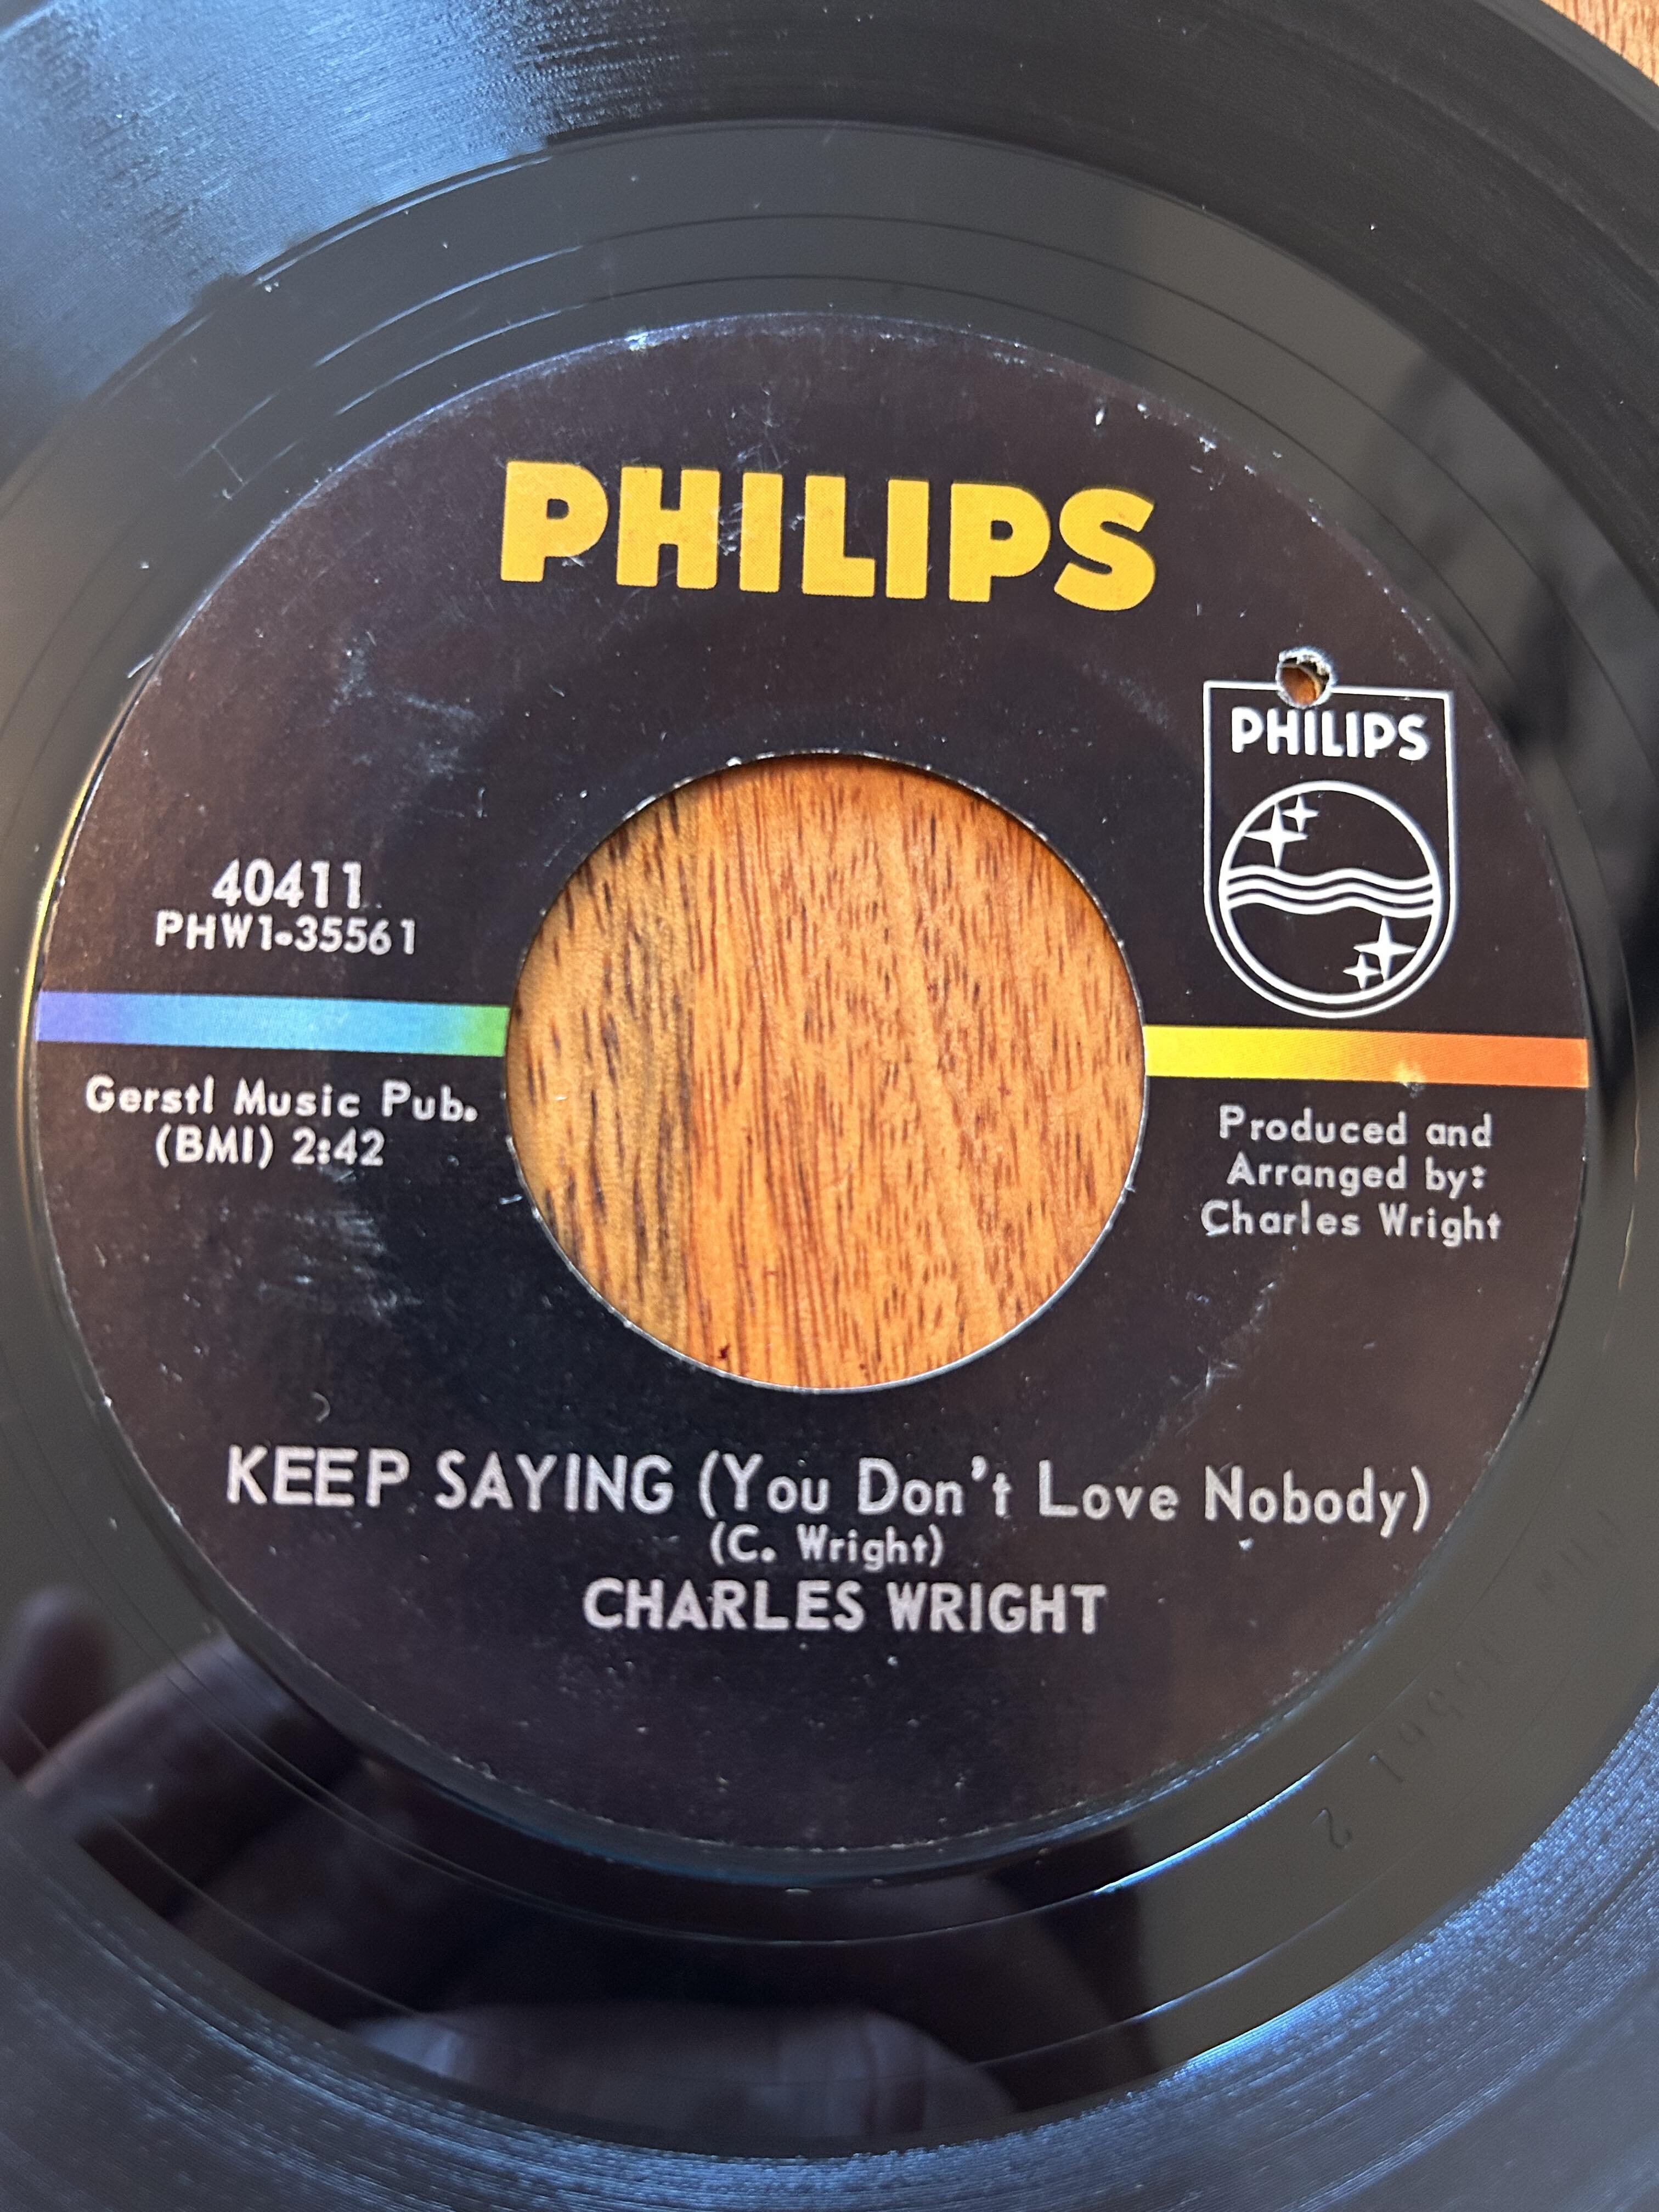 PHILIPS
PHILIPS
40411
PHW1-35561
Gerstl Music Pub.
(BMI) 2:42
Produced and
Arranged by:
Charles Wright
KEEP SAYING (You Don't Love Nobody)
(C. Wright)
CHARLES WRIGHT